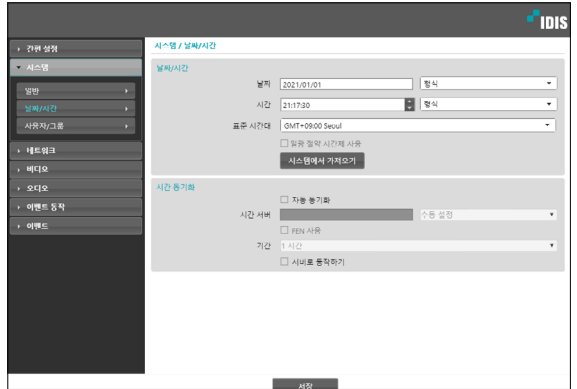 IDIS
간편 설정
시스템
일반
날짜/시간
사용자/그룹
네트워크
비디오
오디오
이벤트 동작
이벤트
시스템 / 날짜/시간
날짜/시간
날짜 2021/01/01 형식
시간 21:17:30 형식
표준 시간대 GMT+09:00 Seoul
일광 절약 시간제 사용
시스템에서 가져오기
시간 동기화
자동 동기화
시간 서버 수동 설정
FEN 사용
기간 1 시간
서버로 동작하기
저장